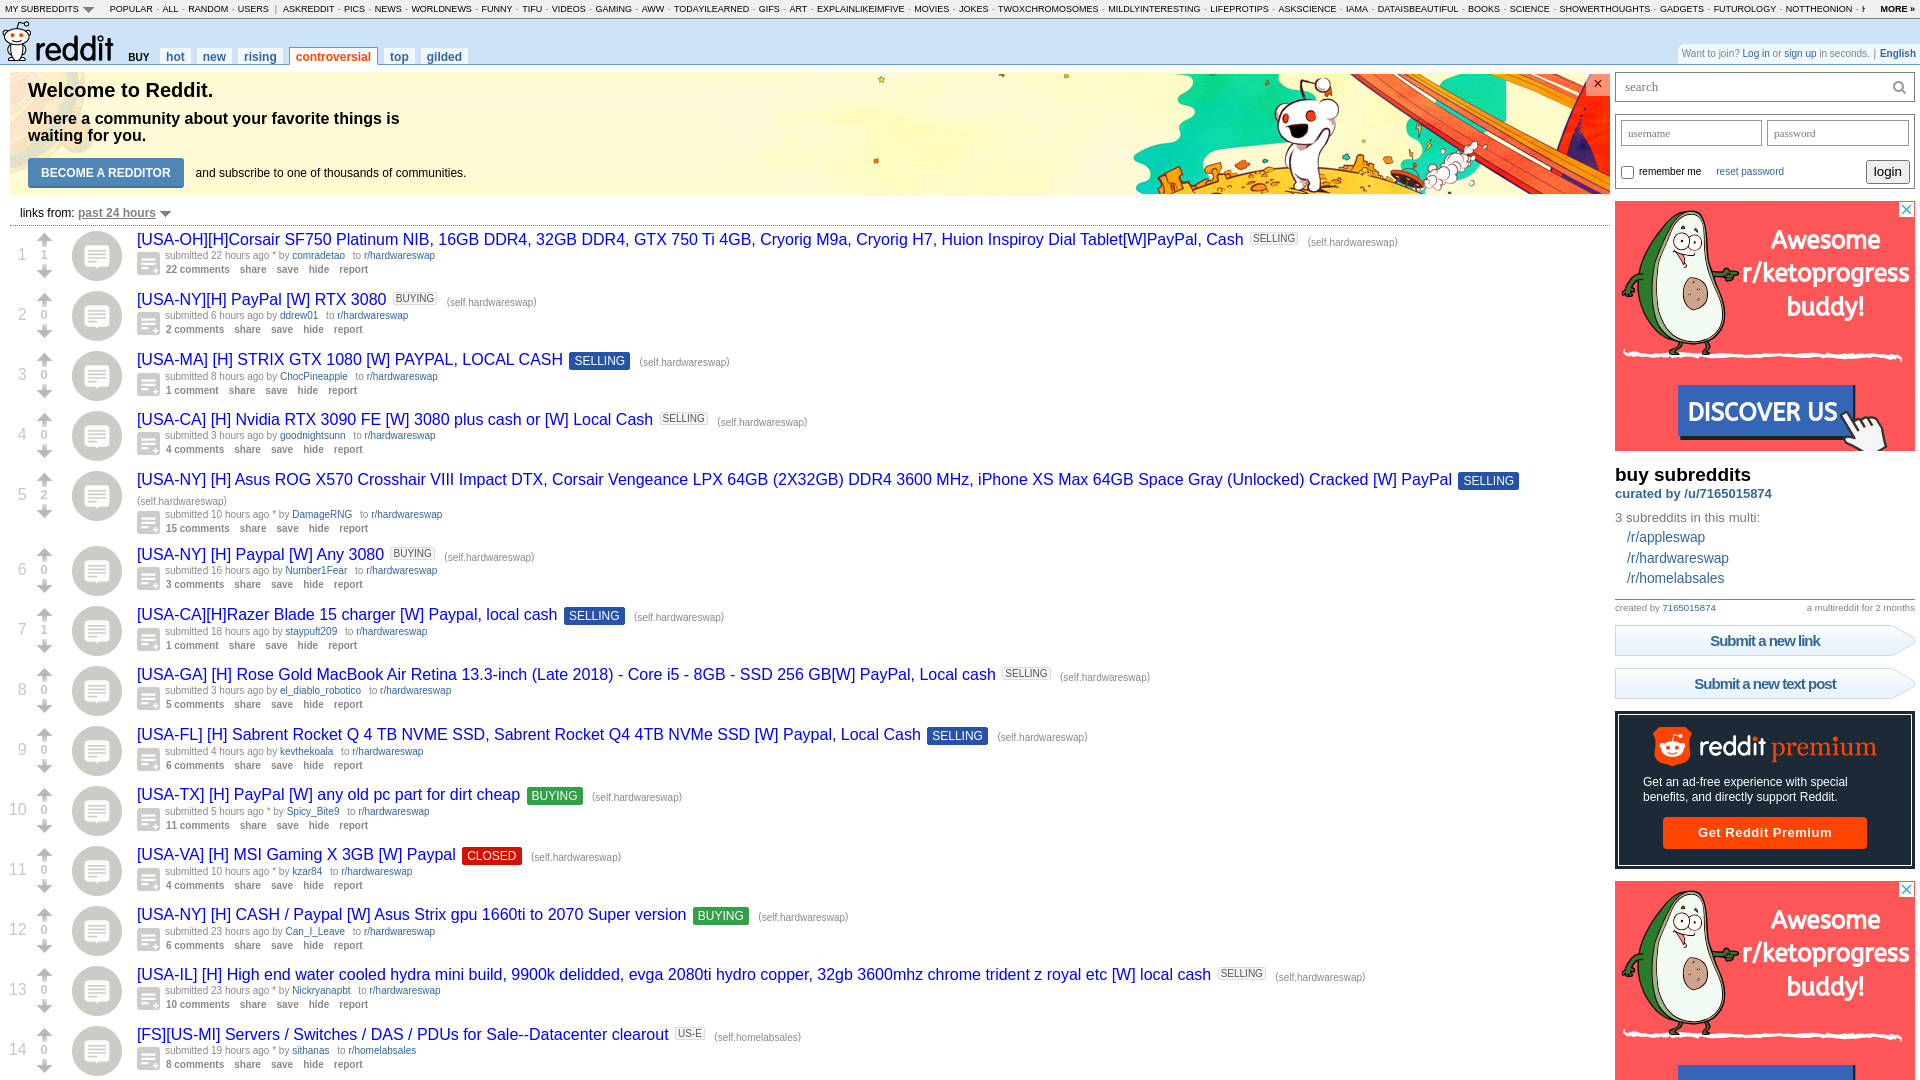 MY SUBREDDITS POPULAR - ALL - RANDOM - USERS | ASKREDDIT - PICS - NEWS - WORLDNEWS - FUNNY - TIFU - VIDEOS - GAMING - AWW - TODAYILEARNED - GIFS - ART - EXPLAINLIKEIMFIVE - MOVIES - JOKES - TWOXCHROMOSOMES - MILDLYINTERESTING - LIFEPROTIPS - ASKSCIENCE - IAMA - DATAISBEAUTIFUL - BOOKS - SCIENCE - SHOWERTHOUGHTS - GADGETS - FUTUROLOGY - NOTTHEONION - MORE »
reddit BUY hot new rising controversial top gilded
Want to join? Log in or sign up in seconds. | English
Welcome to Reddit.
Where a community about your favorite things is
waiting for you.
BECOME A REDDITOR and subscribe to one of thousands of communities.
×
links from: past 24 hours
1
1
[USA-OH][H]Corsair SF750 Platinum NIB, 16GB DDR4, 32GB DDR4, GTX 750 Ti 4GB, Cryorig M9a, Cryorig H7, Huion Inspiroy Dial Tablet[W]PayPal, Cash SELLING (self.hardwareswap)
submitted 22 hours ago * by comradetao to r/hardwareswap
22 comments share save hide report
2
0
[USA-NY][H] PayPal [W] RTX 3080 BUYING (self.hardwareswap)
submitted 6 hours ago by ddrew01 to r/hardwareswap
2 comments share save hide report
3
0
[USA-MA] [H] STRIX GTX 1080 [W] PAYPAL, LOCAL CASH SELLING (self.hardwareswap)
submitted 8 hours ago by ChocPineapple to r/hardwareswap
1 comment share save hide report
4
0
[USA-CA] [H] Nvidia RTX 3090 FE [W] 3080 plus cash or [W] Local Cash SELLING (self.hardwareswap)
submitted 3 hours ago by goodnightsunn to r/hardwareswap
4 comments share save hide report
5
2
[USA-NY] [H] Asus ROG X570 Crosshair VIII Impact DTX, Corsair Vengeance LPX 64GB (2X32GB) DDR4 3600 MHz, iPhone XS Max 64GB Space Gray (Unlocked) Cracked [W] PayPal SELLING
(self.hardwareswap)
submitted 10 hours ago * by DamageRNG to r/hardwareswap
15 comments share save hide report
6
0
[USA-NY] [H] Paypal [W] Any 3080 BUYING (self.hardwareswap)
submitted 16 hours ago by Number1Fear to r/hardwareswap
3 comments share save hide report
7
1
[USA-CA][H]Razer Blade 15 charger [W] Paypal, local cash SELLING (self.hardwareswap)
submitted 18 hours ago by staypuft209 to r/hardwareswap
1 comment share save hide report
8
0
[USA-GA] [H] Rose Gold MacBook Air Retina 13.3-inch (Late 2018) - Core i5 - 8GB - SSD 256 GB[W] PayPal, Local cash SELLING (self.hardwareswap)
submitted 3 hours ago by el_diablo_robotico to r/hardwareswap
5 comments share save hide report
9
0
[USA-FL] [H] Sabrent Rocket Q 4 TB NVME SSD, Sabrent Rocket Q4 4TB NVMe SSD [W] Paypal, Local Cash SELLING (self.hardwareswap)
submitted 4 hours ago by kevthekoala to r/hardwareswap
6 comments share save hide report
10
0
[USA-TX] [H] PayPal [W] any old pc part for dirt cheap BUYING (self.hardwareswap)
submitted 5 hours ago * by Spicy_Bite9 to r/hardwareswap
11 comments share save hide report
11
0
[USA-VA] [H] MSI Gaming X 3GB [W] Paypal CLOSED (self.hardwareswap)
submitted 10 hours ago * by kzar84 to r/hardwareswap
4 comments share save hide report
12
0
[USA-NY] [H] CASH / Paypal [W] Asus Strix gpu 1660ti to 2070 Super version BUYING (self.hardwareswap)
submitted 23 hours ago by Can_I_Leave to r/hardwareswap
6 comments share save hide report
13
0
[USA-IL] [H] High end water cooled hydra mini build, 9900k delidded, evga 2080ti hydro copper, 32gb 3600mhz chrome trident z royal etc [W] local cash SELLING (self.hardwareswap)
submitted 23 hours ago * by Nickryanapbt to r/hardwareswap
10 comments share save hide report
14
0
[FS][US-MI] Servers / Switches / DAS / PDUs for Sale--Datacenter clearout US-E (self.homelabsales)
submitted 19 hours ago * by sithanas to r/homelabsales
8 comments share save hide report
search
username password
remember me reset password login
Awesome
r/ketoprogress
buddy!
DISCOVER US
buy subreddits
curated by /u/7165015874
3 subreddits in this multi:
/r/appleswap
/r/hardwareswap
/r/homelabsales
created by 7165015874 a multireddit for 2 months
Submit a new link
Submit a new text post
reddit premium
Get an ad-free experience with special
benefits, and directly support Reddit.
Get Reddit Premium
Awesome
r/ketoprogress
buddy!